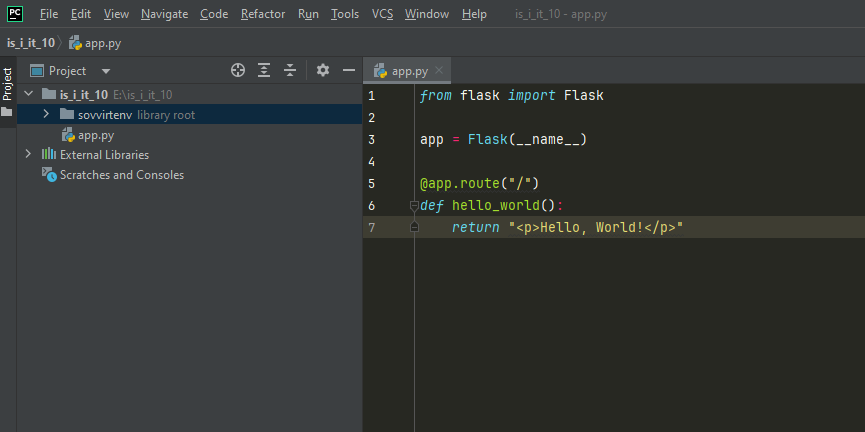 PC File Edit View Navigate Code Refactor Run Tools VCS Window Help is_i_it_10 - app.py
is_i_it_10 app.py
Project
Project
app.py
is_i_it_10 E:\is_i_it_10
sovvirtenv library root
app.py
External Libraries
Scratches and Consoles
1 from flask import Flask
2
3 app = Flask(__name__)
4
5 @app.route("/")
6 def hello_world():
7 return "<p>Hello, World!</p>"